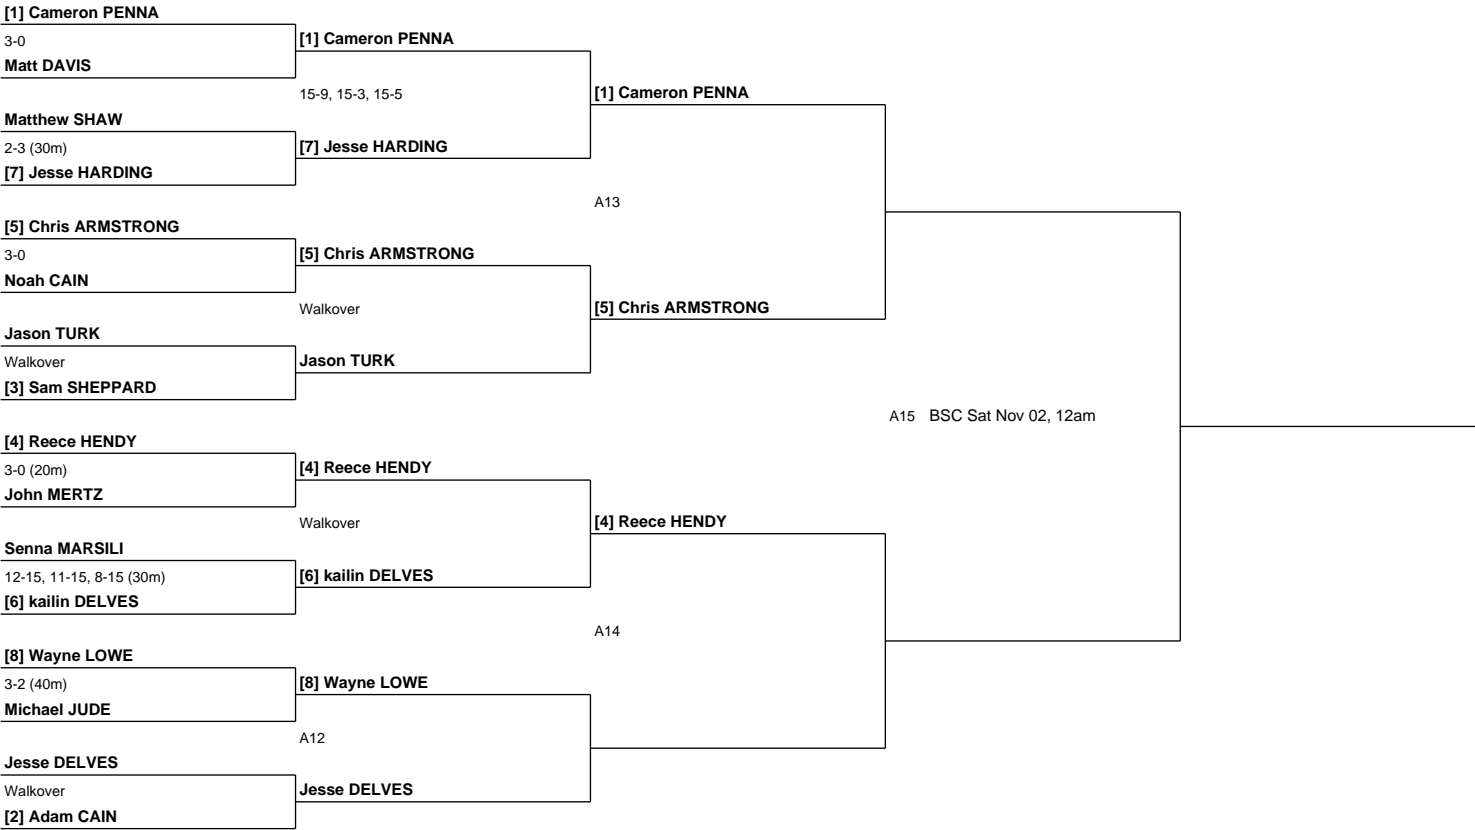 [1] Cameron PENNA
3-0
Matt DAVIS
Matthew SHAW
2-3 (30m)
[7] Jesse HARDING
[5] Chris ARMSTRONG
3-0
Noah CAIN
Jason TURK
Walkover
[3] Sam SHEPPARD
[4] Reece HENDY
3-0 (20m)
John MERTZ
Senna MARSILI
12-15, 11-15, 8-15 (30m)
[6] kailin DELVES
[8] Wayne LOWE
3-2 (40m)
Michael JUDE
Jesse DELVES
Walkover
[2] Adam CAIN
[1] Cameron PENNA
15-9, 15-3, 15-5
[7] Jesse HARDING
[5] Chris ARMSTRONG
Walkover
Jason TURK
[4] Reece HENDY
Walkover
[6] kailin DELVES
[8] Wayne LOWE
A12
Jesse DELVES
[1] Cameron PENNA
A13
[5] Chris ARMSTRONG
[4] Reece HENDY
A14
A15 BSC Sat Nov 02, 12am